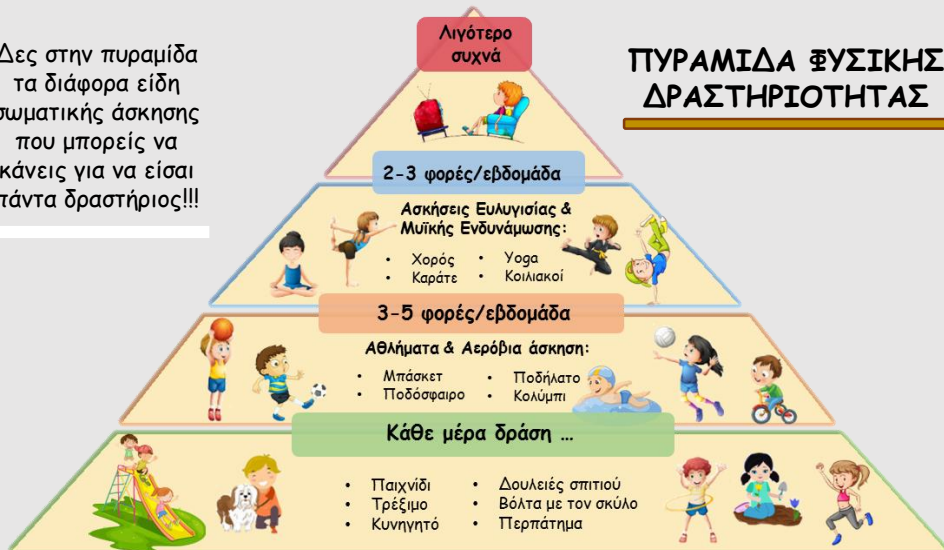 Δες στην πυραμίδα
τα διάφορα είδη
σωματικής άσκησης
που μπορείς να
κάνεις για να είσαι
πάντα δραστήριος!!!
ΠΥΡΑΜΙΔΑ ΦΥΣΙΚΗΣ
ΔΡΑΣΤΗΡΙΟΤΗΤΑΣ
Λιγότερο
συχνά
2-3 φορές/εβδομάδα
Ασκήσεις Ευλυγισίας &
Μυϊκής Ενδυνάμωσης:
• Χορός
• Καράτε
• Yoga
• Κοιλιακοί
3-5 φορές/εβδομάδα
Αθλήματα & Αερόβια άσκηση:
• Μπάσκετ
• Ποδόσφαιρο
• Ποδήλατο
• Κολύμπι
Κάθε μέρα δράση ...
• Παιχνίδι
• Τρέξιμο
• Κυνηγητό
• Δουλειές σπιτιού
• Βόλτα με τον σκύλο
• Περπάτημα